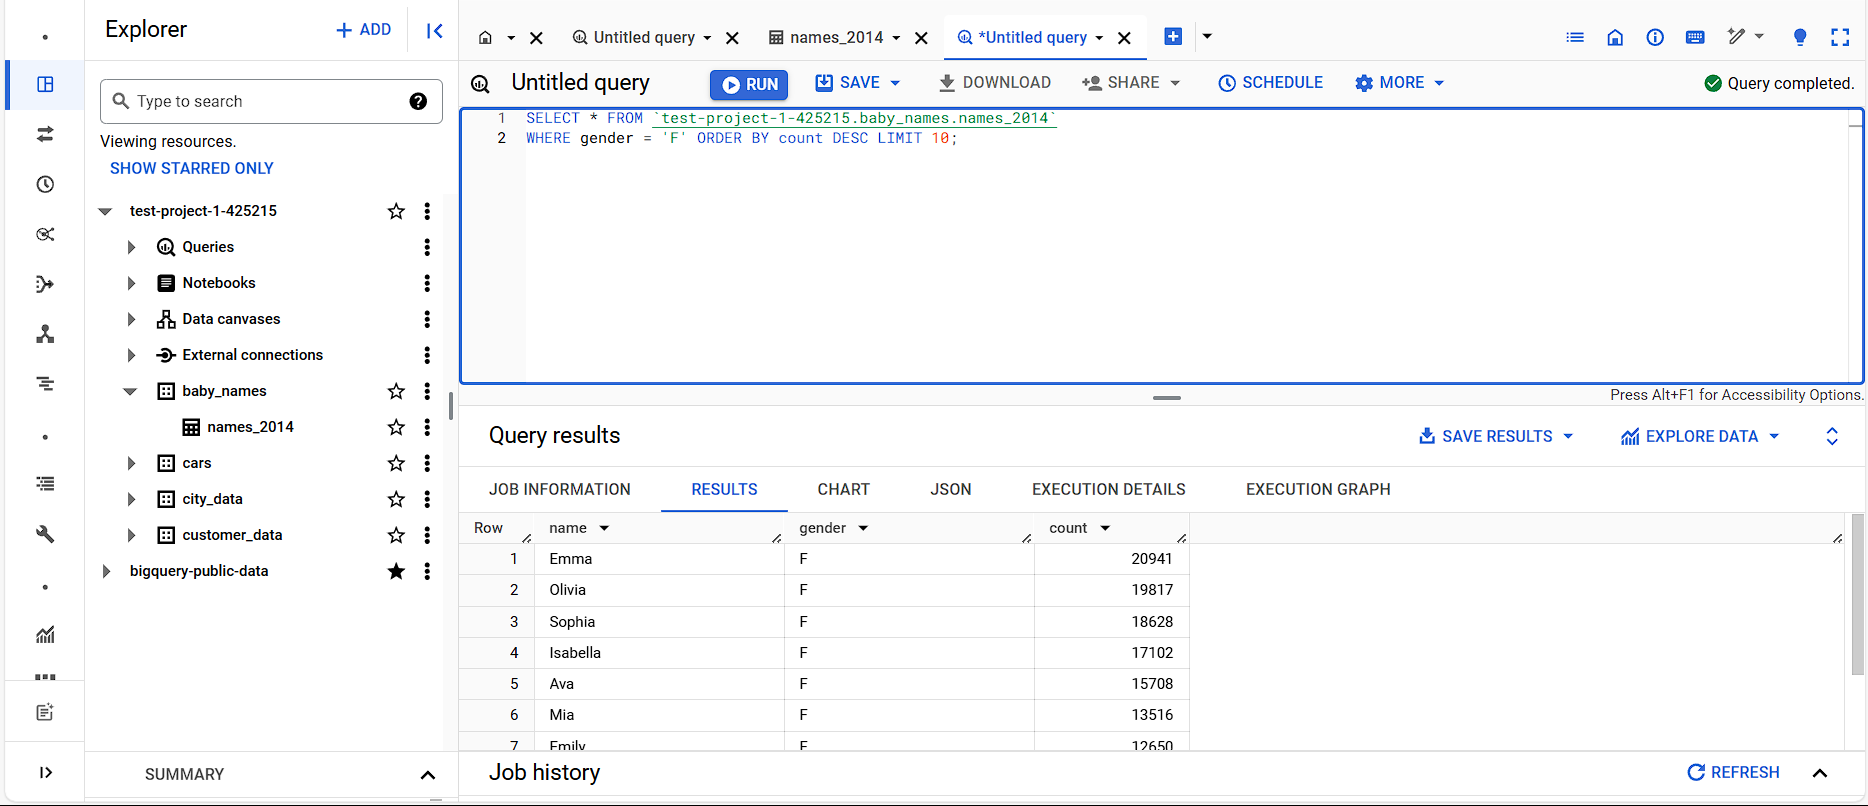 Explorer
+ ADD
Type to search
Viewing resources.
SHOW STARRED ONLY
test-project-1-425215
Queries
Notebooks
Data canvases
External connections
baby_names
names_2014
cars
city_data
customer_data
bigquery-public-data
SUMMARY
Untitled query
names_2014
*Untitled query
Untitled query
RUN
SAVE
DOWNLOAD
SHARE
SCHEDULE
MORE
Query completed.
1 SELECT * FROM `test-project-1-425215.baby_names.names_2014`
2 WHERE gender = 'F' ORDER BY count DESC LIMIT 10;
Press Alt+F1 for Accessibility Options.
Query results
SAVE RESULTS
EXPLORE DATA
JOB INFORMATION RESULTS CHART JSON EXECUTION DETAILS EXECUTION GRAPH
Row name gender count
1 Emma F 20941
2 Olivia F 19817
3 Sophia F 18628
4 Isabella F 17102
5 Ava F 15708
6 Mia F 13516
7 Emily F 12650
Job history
REFRESH